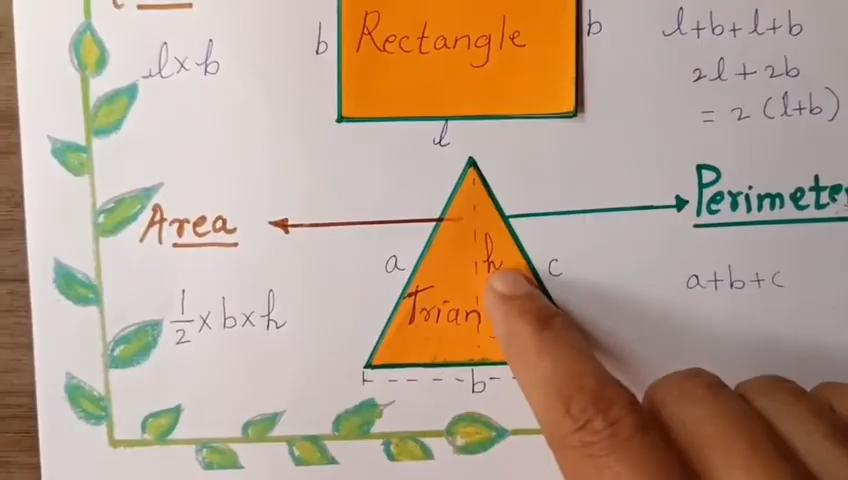 l×b
b
Rectangle
b
l
l+b+l+b
2l+2b
= 2 (l+b)
Area
1/2 × b × h
a
h
c
b
Perimeter
a+b+c